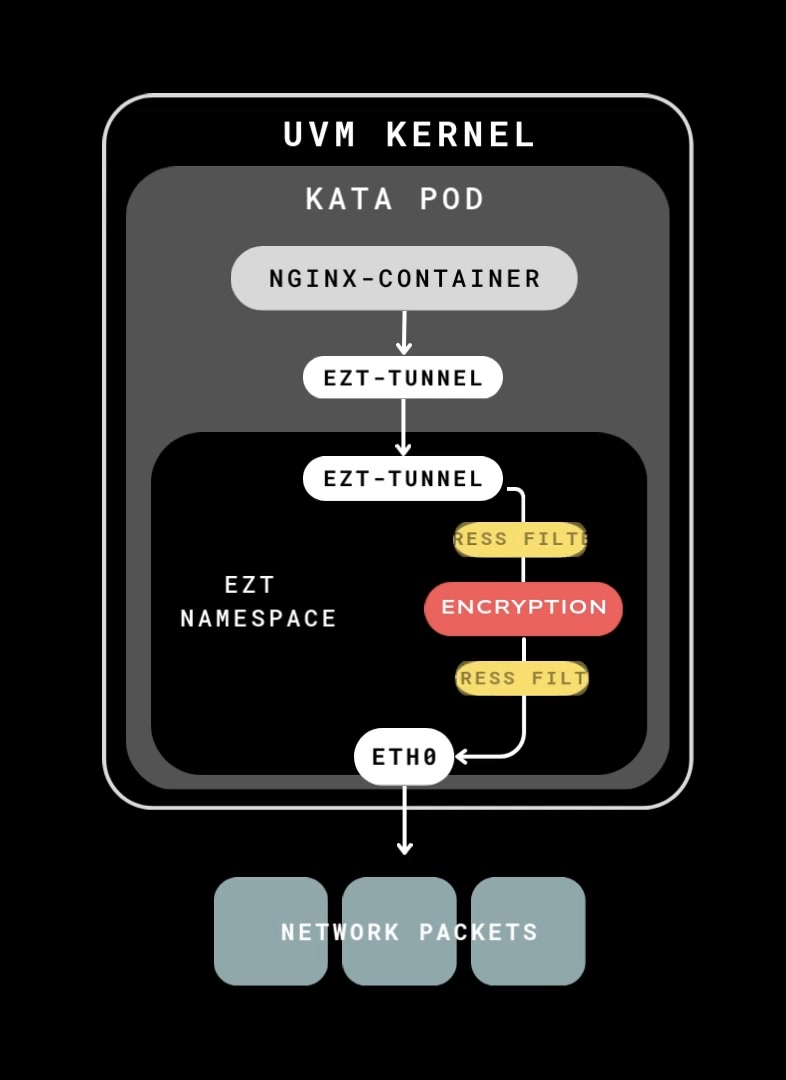 UVM KERNEL
KATA POD
NGINX-CONTAINER
EZT-TUNNEL
EZT-TUNNEL
RESS FILTE
EZT
NAMESPACE
ENCRYPTION
RESS FILT
ETH0
NETWORK PACKETS